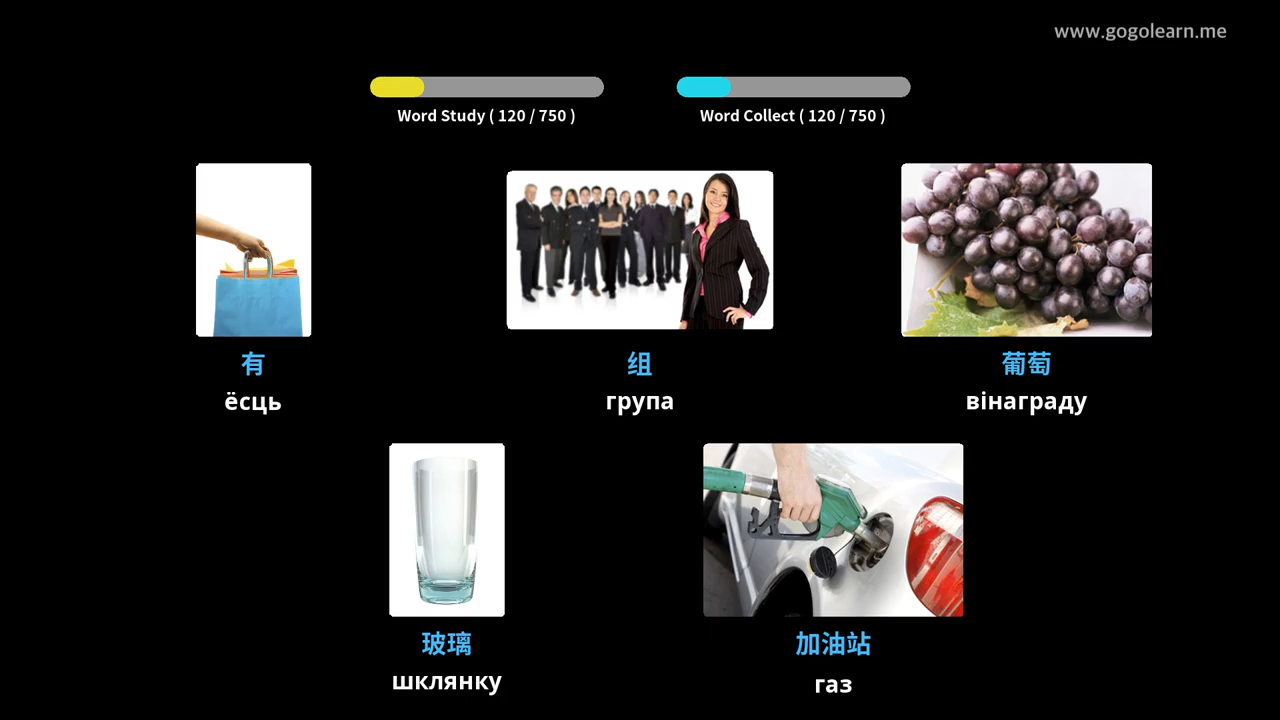 www.gogolearn.me
Word Study ( 120 / 750 )
Word Collect ( 120 / 750 )
有
ёсць
组
група
葡萄
вінаграду
玻璃
шклянку
加油站
газ